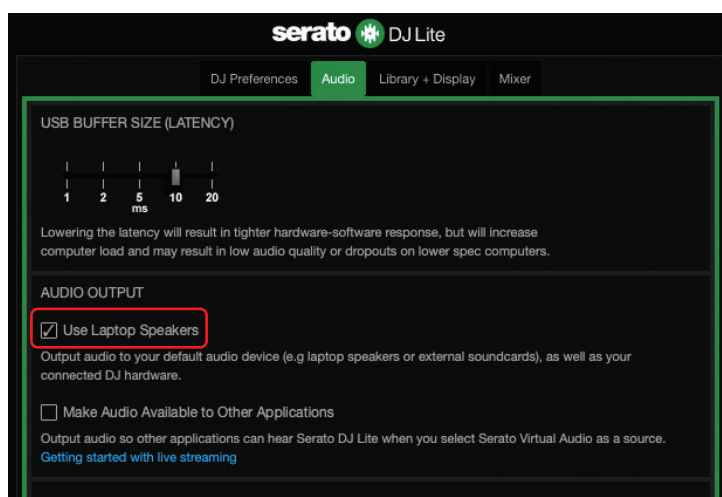 serato DJ Lite
DJ Preferences Audio Library + Display Mixer
USB BUFFER SIZE (LATENCY)
1 2 5 10 20
ms
Lowering the latency will result in tighter hardware-software response, but will increase
computer load and may result in low audio quality or dropouts on lower spec computers.
AUDIO OUTPUT
Use Laptop Speakers
Output audio to your default audio device (e.g laptop speakers or external soundcards), as well as your
connected DJ hardware.
Make Audio Available to Other Applications
Output audio so other applications can hear Serato DJ Lite when you select Serato Virtual Audio as a source.
Getting started with live streaming